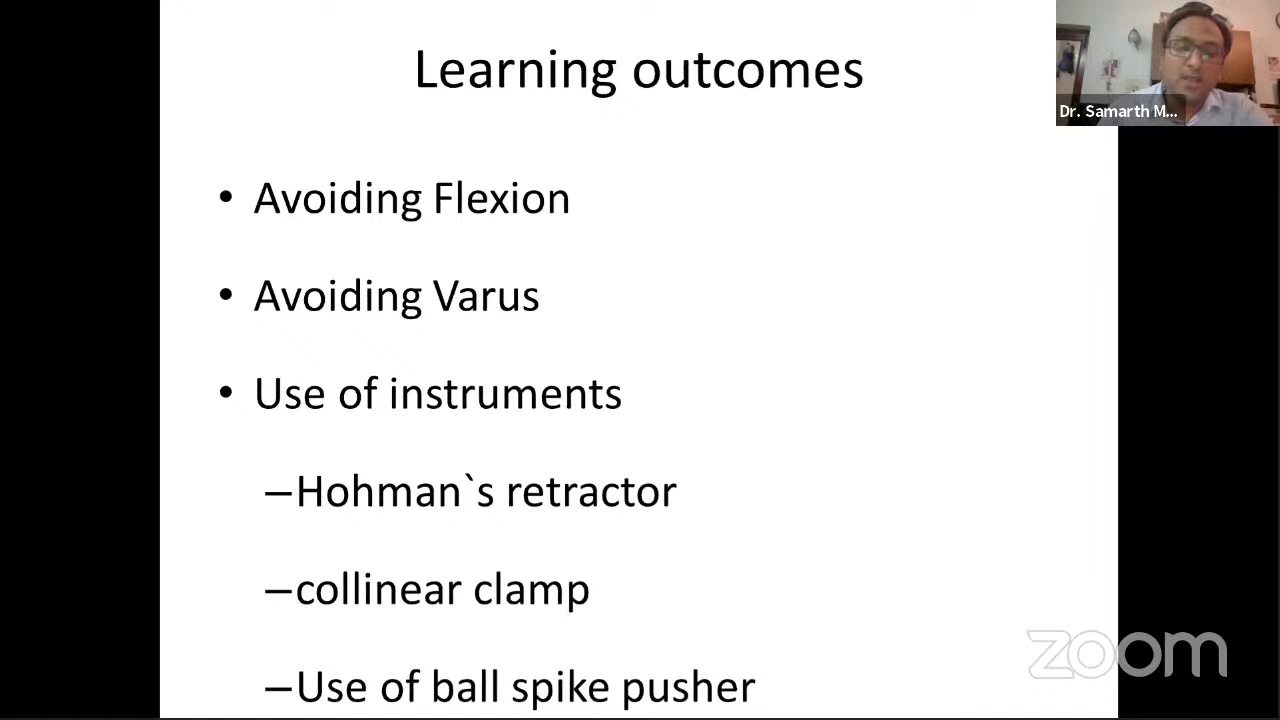 Learning outcomes
Dr. Samarth M...
• Avoiding Flexion
• Avoiding Varus
• Use of instruments
–Hohman`s retractor
–collinear clamp
–Use of ball spike pusher
zoom